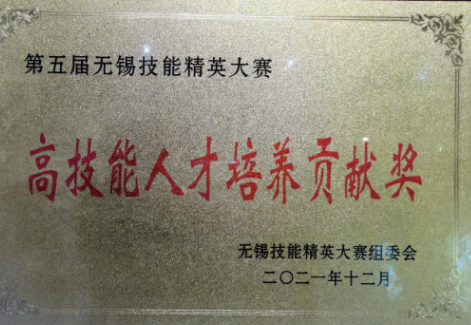 第五届无锡技能精英大赛
高技能人才培养贡献奖
无锡技能精英大赛组委会
二〇二一年十二月